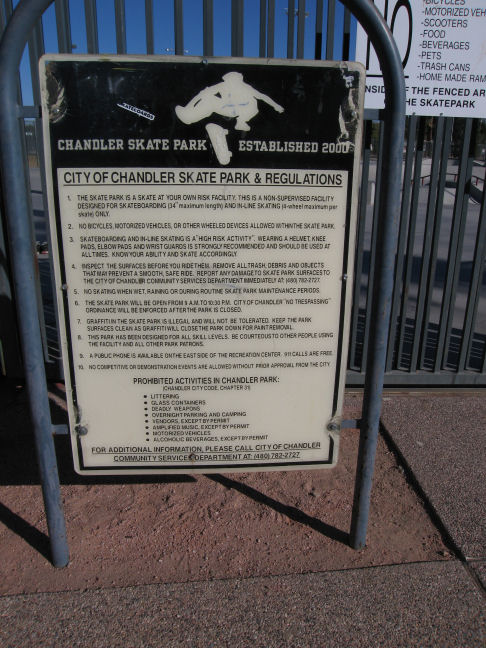 -BICYCLES
-MOTORIZED VEH
-SCOOTERS
-FOOD
-BEVERAGES
-PETS
-TRASH CANS
-HOME MADE RAM
OF THE FENCED AR
THE SKATEPARK
CHANDLER SKATE PARK ESTABLISHED 2000
CITY OF CHANDLER SKATE PARK & REGULATIONS
1. THE SKATE PARK IS A SKATE AT YOUR OWN RISK FACILITY. THIS IS A NON-SUPERVISED FACILITY
DESIGNED FOR SKATEBOARDING (34" maximum length) AND IN-LINE SKATING (4-wheel maximum per
skate) ONLY.
2. NO BICYCLES, MOTORIZED VEHICLES, OR OTHER WHEELED DEVICES ALLOWED WITHIN THE SKATE PARK.
3. SKATEBOARDING AND IN-LINE SKATING IS A "HIGH RISK ACTIVITY". WEARING A HELMET, KNEE
PADS, ELBOW PADS AND WRIST GUARDS IS STRONGLY RECOMMENDED AND SHOULD BE USED AT
ALL TIMES. KNOW YOUR ABILITY AND SKATE ACCORDINGLY.
4. INSPECT THE SURFACES BEFORE YOU RIDE THEM. REMOVE ALL TRASH, DEBRIS AND OBJECTS
THAT MAY PREVENT A SMOOTH, SAFE RIDE. REPORT ANY DAMAGE TO SKATE PARK SURFACES TO
THE CITY OF CHANDLER COMMUNITY SERVICES DEPARTMENT IMMEDIATELY AT: (480) 782-2727.
5. NO SKATING WHEN WET, RAINING OR DURING ROUTINE SKATE PARK MAINTENANCE PERIODS.
6. THE SKATE PARK WILL BE OPEN FROM 9 A.M. TO 10:30 P.M. CITY OF CHANDLER "NO TRESPASSING"
ORDINANCE WILL BE ENFORCED AFTER THE PARK IS CLOSED.
7. GRAFFITI IN THE SKATE PARK IS ILLEGAL AND WILL NOT BE TOLERATED. KEEP THE PARK
SURFACES CLEAN AS GRAFFITI WILL CLOSE THE PARK DOWN FOR PAINT REMOVAL.
8. THIS PARK HAS BEEN DESIGNED FOR ALL SKILL LEVELS. BE COURTEOUS TO OTHER PEOPLE USING
THE FACILITY AND ALL OTHER PARK PATRONS.
9. A PUBLIC PHONE IS AVAILABLE ON THE EAST SIDE OF THE RECREATION CENTER. 911 CALLS ARE FREE.
10. NO COMPETITIVE OR DEMONSTRATION EVENTS ARE ALLOWED WITHOUT PRIOR APPROVAL FROM THE CITY.
PROHIBITED ACTIVITIES IN CHANDLER PARK:
(CHANDLER CITY CODE, CHAPTER 31)
• LITTERING
• GLASS CONTAINERS
• DEADLY WEAPONS
• OVERNIGHT PARKING AND CAMPING
• VENDORS, EXCEPT BY PERMIT
• AMPLIFIED MUSIC, EXCEPT BY PERMIT
• MOTORIZED VEHICLES
• ALCOHOLIC BEVERAGES, EXCEPT BY PERMIT
FOR ADDITIONAL INFORMATION, PLEASE CALL CITY OF CHANDLER
COMMUNITY SERVICES DEPARTMENT AT: (480) 782-2727